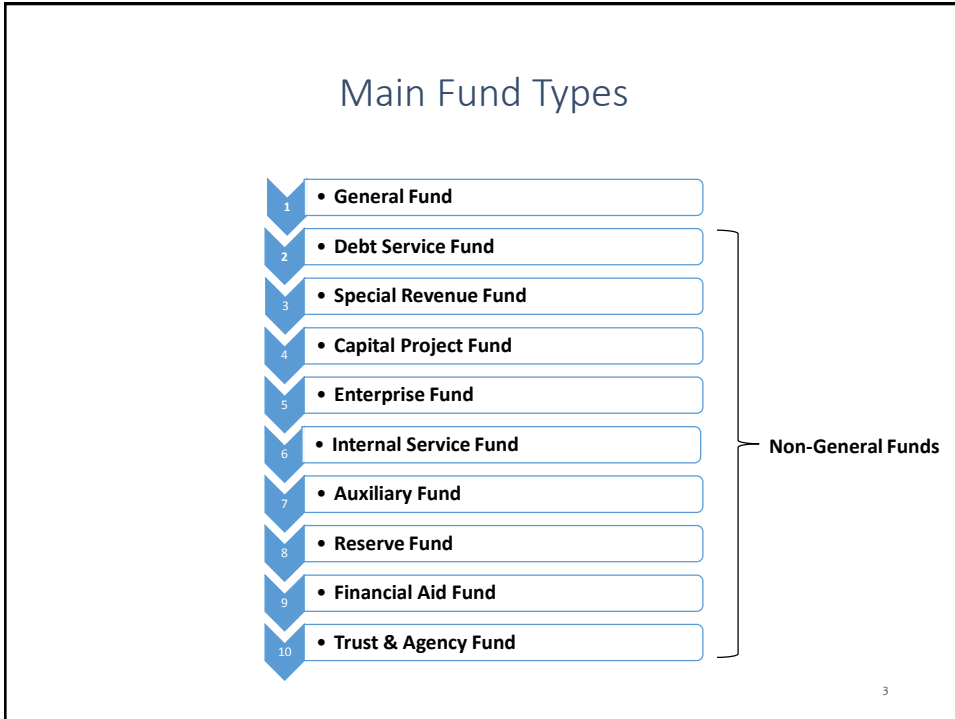 Main Fund Types
1 • General Fund
2 • Debt Service Fund
3 • Special Revenue Fund
4 • Capital Project Fund
5 • Enterprise Fund
6 • Internal Service Fund
Non-General Funds
7 • Auxiliary Fund
8 • Reserve Fund
9 • Financial Aid Fund
10 • Trust & Agency Fund
3